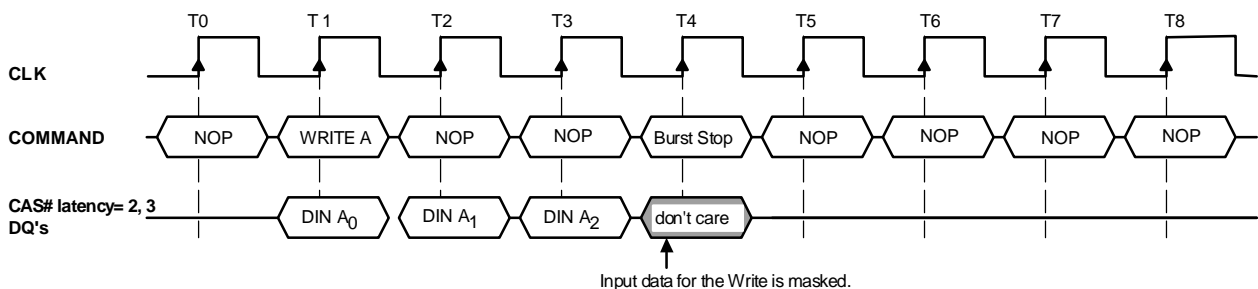 T0 T1 T2 T3 T4 T5 T6 T7 T8
CLK
COMMAND NOP WRITE A NOP NOP Burst Stop NOP NOP NOP NOP
CAS# latency= 2, 3
DQ's DIN A0 DIN A1 DIN A2 don't care
Input data for the Write is masked.